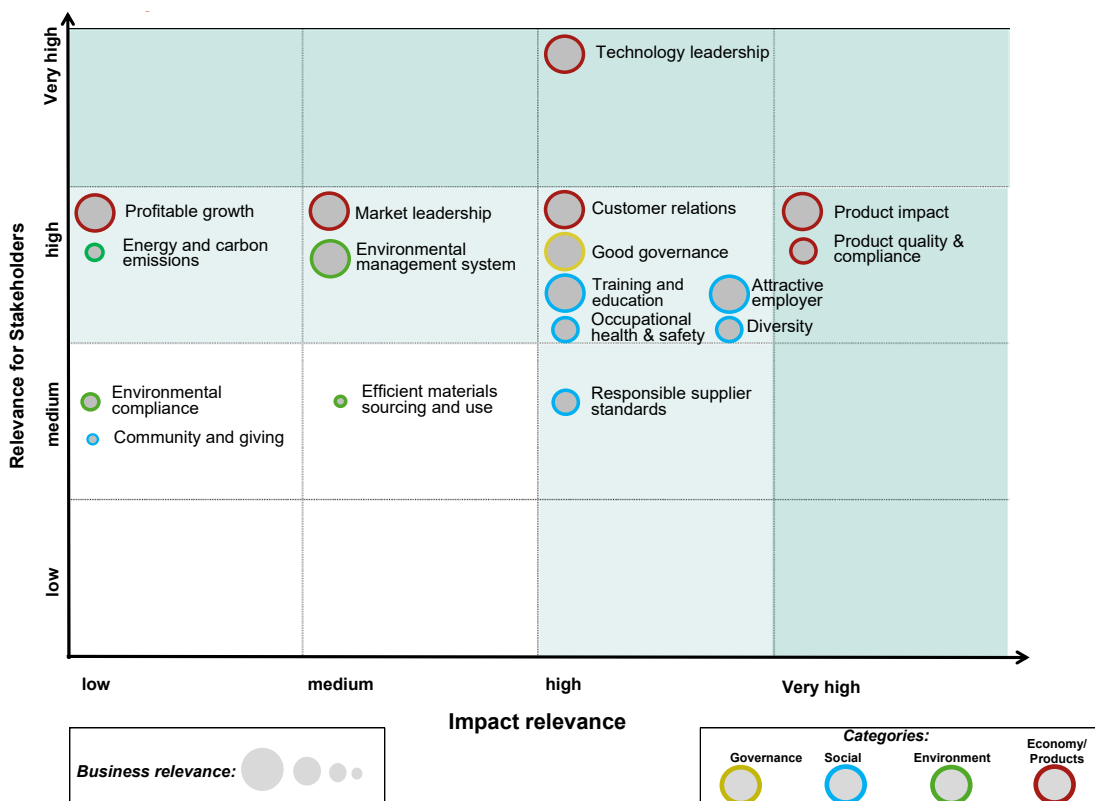 Very high
high
medium
low
Relevance for Stakeholders
Technology leadership
Profitable growth
Energy and carbon
emissions
Market leadership
Environmental
management system
Customer relations
Good governance
Training and
education
Occupational
health & safety
Attractive
employer
Diversity
Product impact
Product quality &
compliance
Environmental
compliance
Community and giving
Efficient materials
sourcing and use
Responsible supplier
standards
low
medium
high
Very high
Impact relevance
Business relevance:
Categories:
Governance
Social
Environment
Economy/
Products